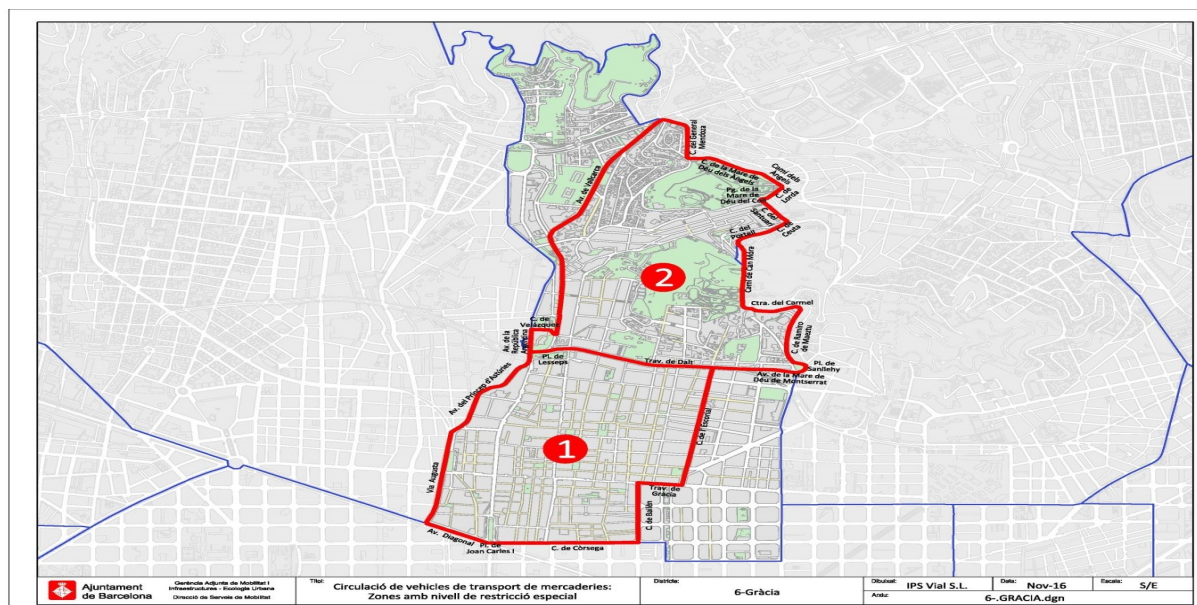 C. del General
Mendoza
C. de la Mare de
Déu dels Àngels
Camí dels
Àngels
C. de
Lorda
Pg. de la
Mare de
Déu del Coll
Av. de Vallcarca
C. del
Santuari
C. de
Ceuta
C. del
Portell
Camí de Can Móra
2
Ctra. del Carmel
C. de Ramiro
de Maeztu
C. de
Velázquez
Av. de la
República
Argentina
Pl. de
Lesseps
Trav. de Dalt
Pl. de
Sanllehy
Av. de la Mare de
Déu de Montserrat
Av. del Príncep d'Astúries
C. de l' Escorial
1
Via Augusta
Trav. de
Gràcia
C. de Bailèn
Av. Diagonal
Pl. de
Joan Carles I
C. de Còrsega
Ajuntament
de Barcelona
Gerència Adjunta de Mobilitat i
Infraestructures - Ecologia Urbana
Direcció de Serveis de Mobilitat
Títol:
Circulació de vehicles de transport de mercaderies:
Zones amb nivell de restricció especial
Districte:
6-Gràcia
Dibuixat:
IPS Vial S.L.
Data:
Nov-16
Escala:
S/E
Arxiu:
6-.GRACIA.dgn